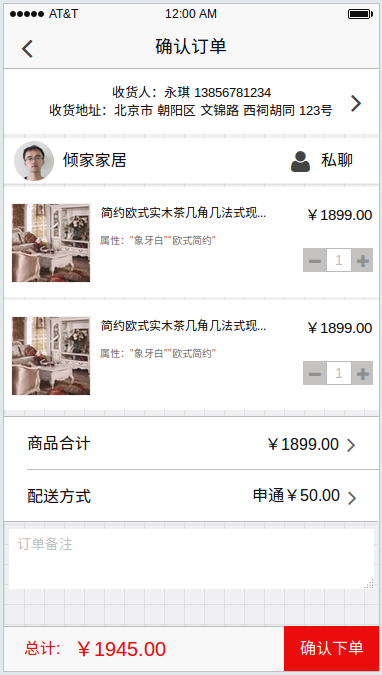 AT&T 12:00 AM
确认订单
收货人：永琪 13856781234
收货地址：北京市 朝阳区 文锦路 西祠胡同 123号
倾家家居 私聊
简约欧式实木茶几角几法式现... ￥1899.00
属性："象牙白""欧式简约"
1
简约欧式实木茶几角几法式现... ￥1899.00
属性："象牙白""欧式简约"
1
商品合计 ￥1899.00
配送方式 申通￥50.00
订单备注
总计: ￥1945.00 确认下单